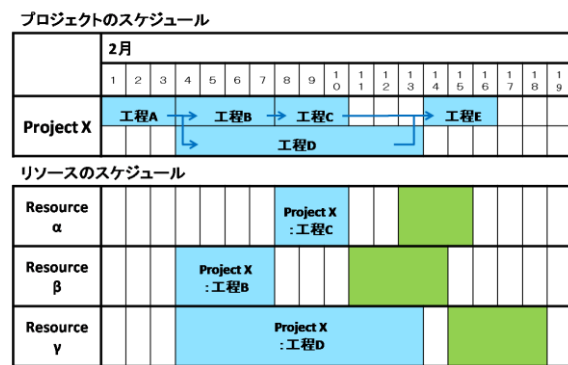 プロジェクトのスケジュール
2月
1 2 3 4 5 6 7 8 9 10 11 12 13 14 15 16 17 18 19
Project X
工程A 工程B 工程C 工程E
工程D
リソースのスケジュール
Resource
α
Project X
:工程C
Resource
β
Project X
:工程B
Resource
γ
Project X
:工程D